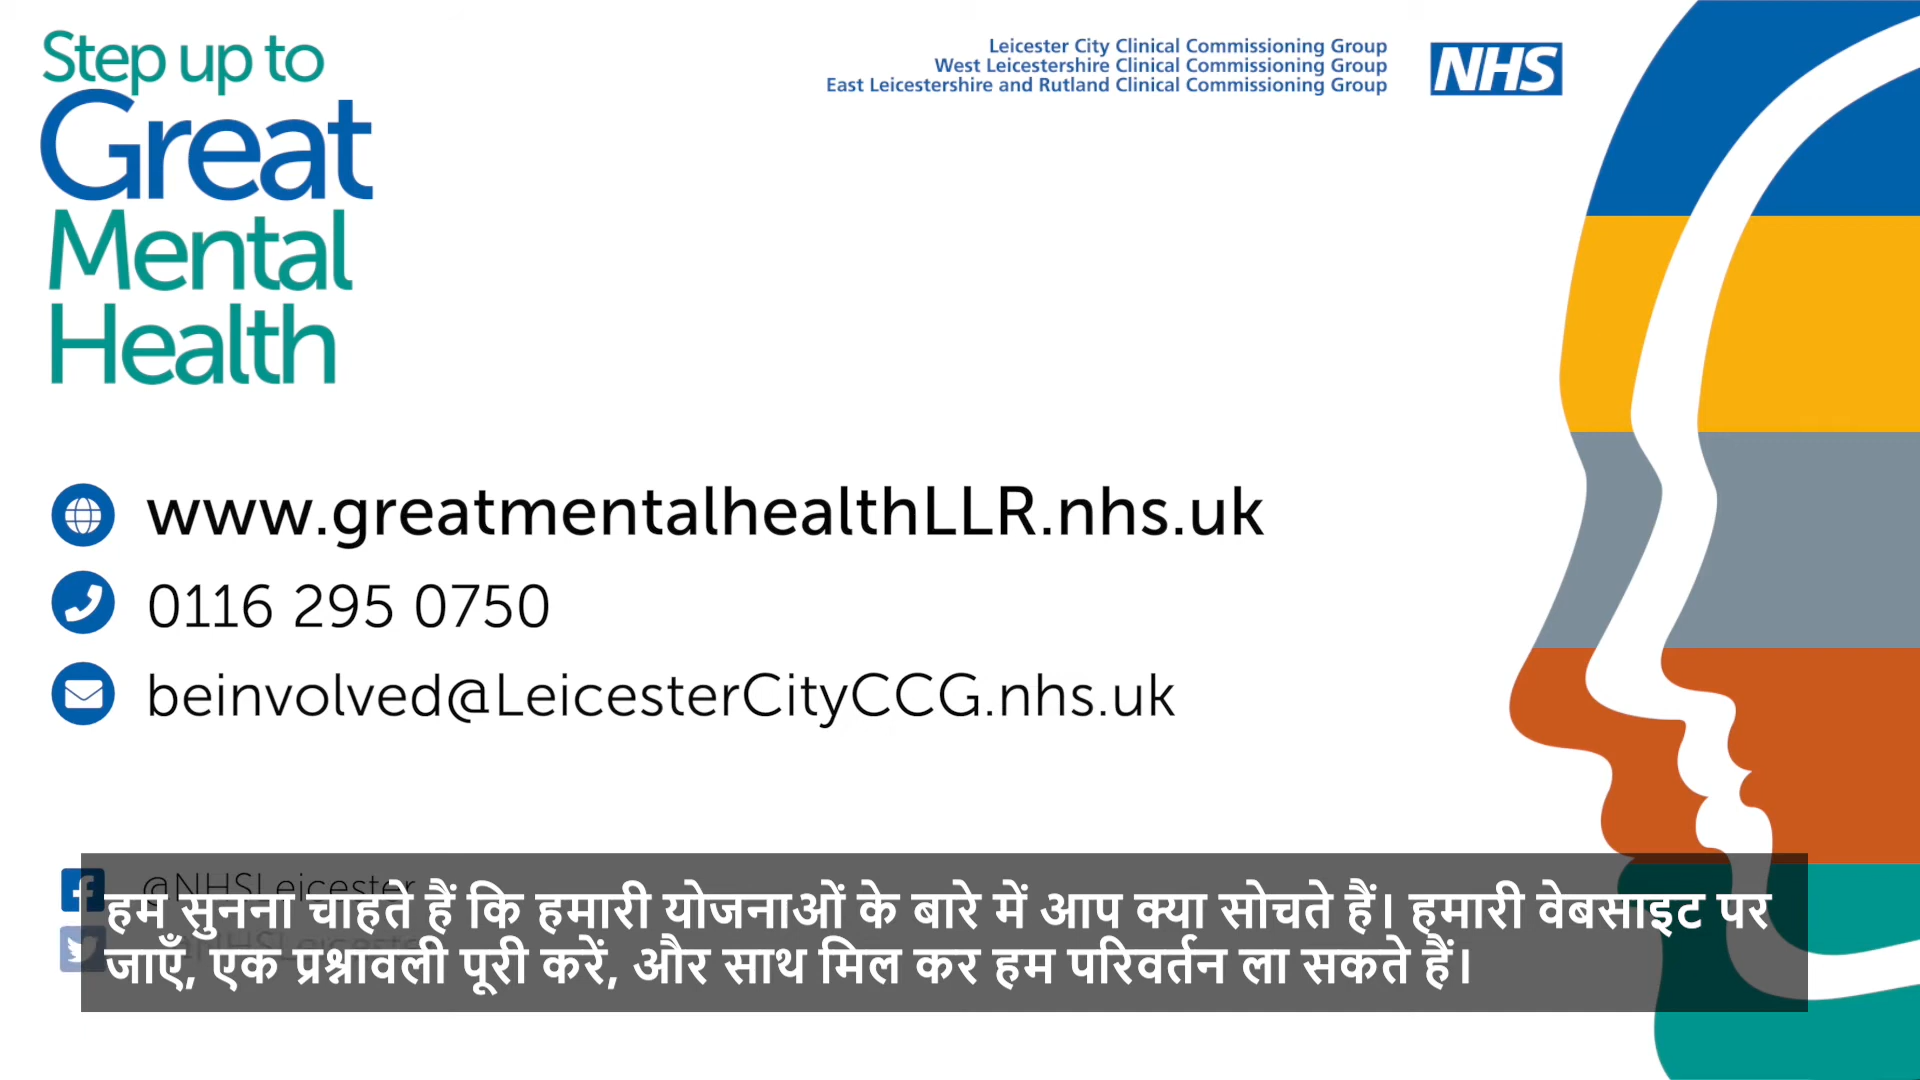 Step up to
Great
Mental
Health
Leicester City Clinical Commissioning Group
West Leicestershire Clinical Commissioning Group
East Leicestershire and Rutland Clinical Commissioning Group
NHS
www.greatmentalhealthLLR.nhs.uk
0116 295 0750
beinvolved@LeicesterCityCCG.nhs.uk
@NHSLeicester
@NHSLeicester
हम सुनना चाहते हैं कि हमारी योजनाओं के बारे में आप क्या सोचते हैं। हमारी वेबसाइट पर
जाएँ, एक प्रश्नावली पूरी करें, और साथ मिल कर हम परिवर्तन ला सकते हैं।